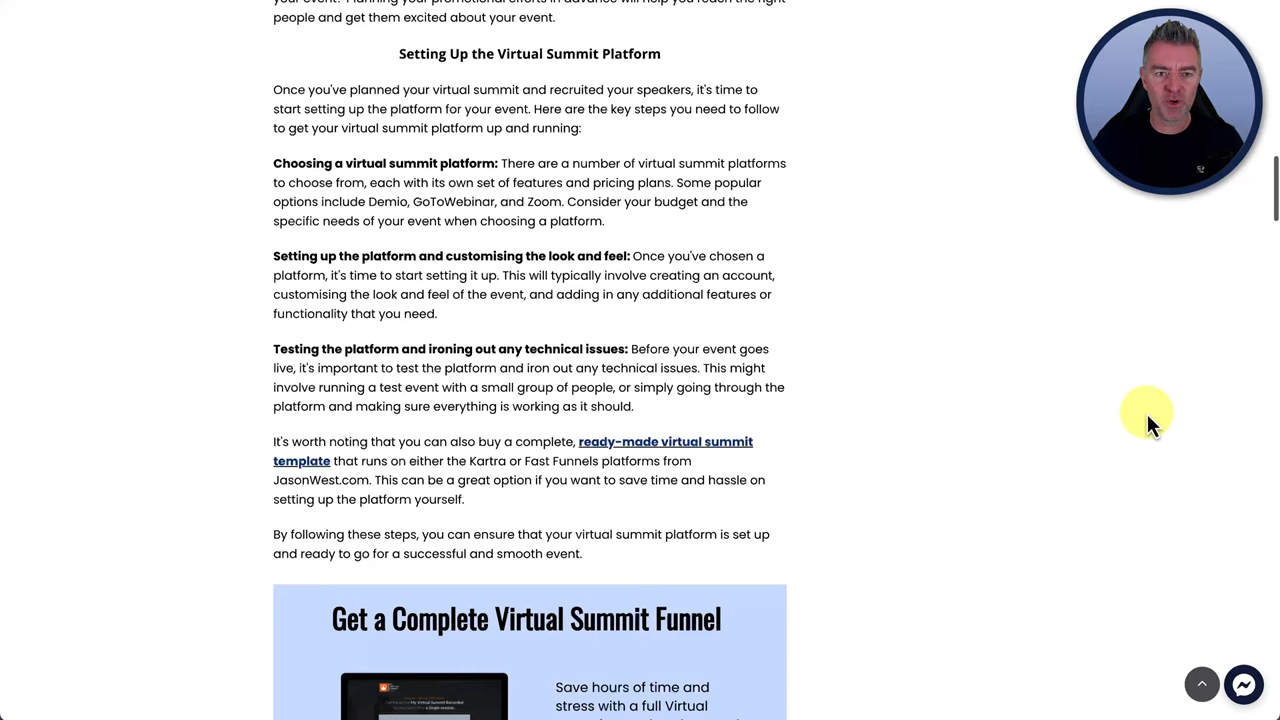 people and get them excited about your event.
Setting Up the Virtual Summit Platform
Once you've planned your virtual summit and recruited your speakers, it's time to
start setting up the platform for your event. Here are the key steps you need to follow
to get your virtual summit platform up and running:
Choosing a virtual summit platform: There are a number of virtual summit platforms
to choose from, each with its own set of features and pricing plans. Some popular
options include Demio, GoToWebinar, and Zoom. Consider your budget and the
specific needs of your event when choosing a platform.
Setting up the platform and customising the look and feel: Once you've chosen a
platform, it's time to start setting it up. This will typically involve creating an account,
customising the look and feel of the event, and adding in any additional features or
functionality that you need.
Testing the platform and ironing out any technical issues: Before your event goes
live, it's important to test the platform and iron out any technical issues. This might
involve running a test event with a small group of people, or simply going through the
platform and making sure everything is working as it should.
It's worth noting that you can also buy a complete, ready-made virtual summit
template that runs on either the Kartra or Fast Funnels platforms from
JasonWest.com. This can be a great option if you want to save time and hassle on
setting up the platform yourself.
By following these steps, you can ensure that your virtual summit platform is set up
and ready to go for a successful and smooth event.
Get a Complete Virtual Summit Funnel
Save hours of time and
stress with a full Virtual